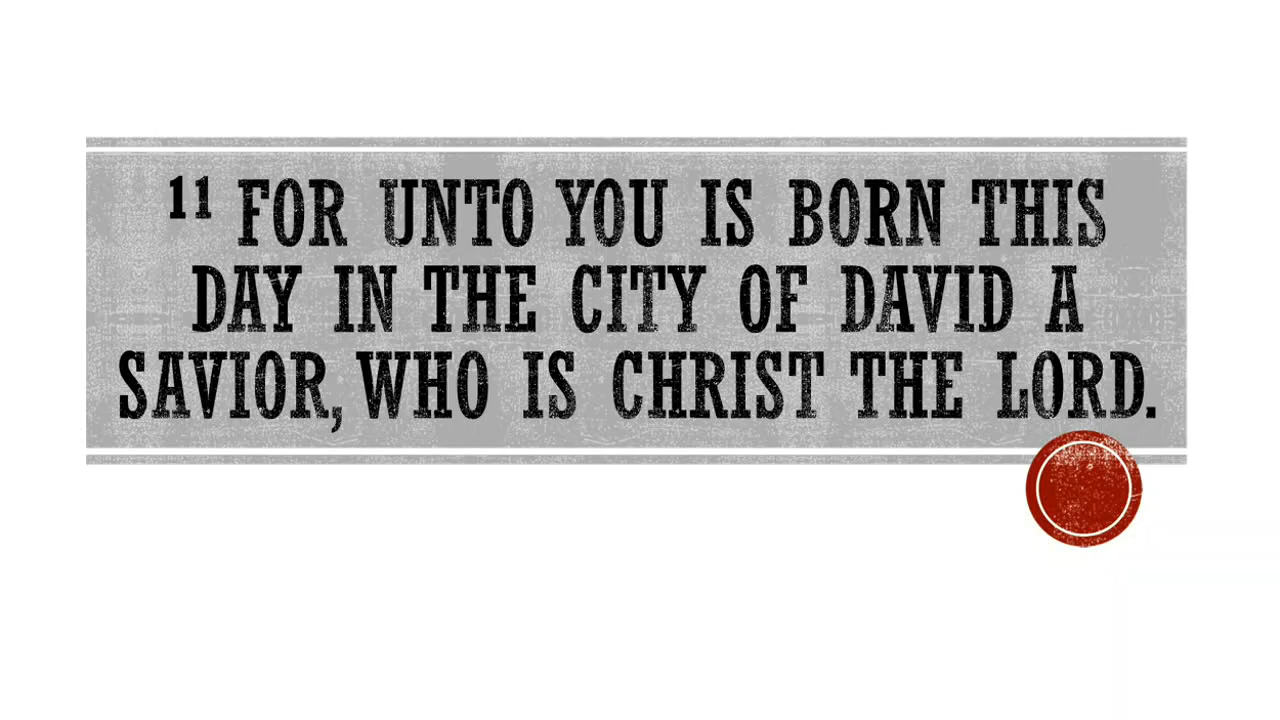 ¹¹ FOR UNTO YOU IS BORN THIS
DAY IN THE CITY OF DAVID A
SAVIOR, WHO IS CHRIST THE LORD.